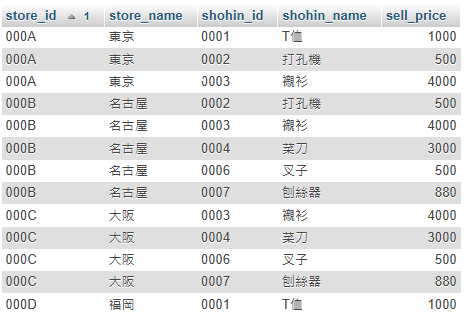 store_id 1 store_name shohin_id shohin_name sell_price
000A 東京 0001 T恤 1000
000A 東京 0002 打孔機 500
000A 東京 0003 襯衫 4000
000B 名古屋 0002 打孔機 500
000B 名古屋 0003 襯衫 4000
000B 名古屋 0004 菜刀 3000
000B 名古屋 0006 叉子 500
000B 名古屋 0007 刨絲器 880
000C 大阪 0003 襯衫 4000
000C 大阪 0004 菜刀 3000
000C 大阪 0006 叉子 500
000C 大阪 0007 刨絲器 880
000D 福岡 0001 T恤 1000